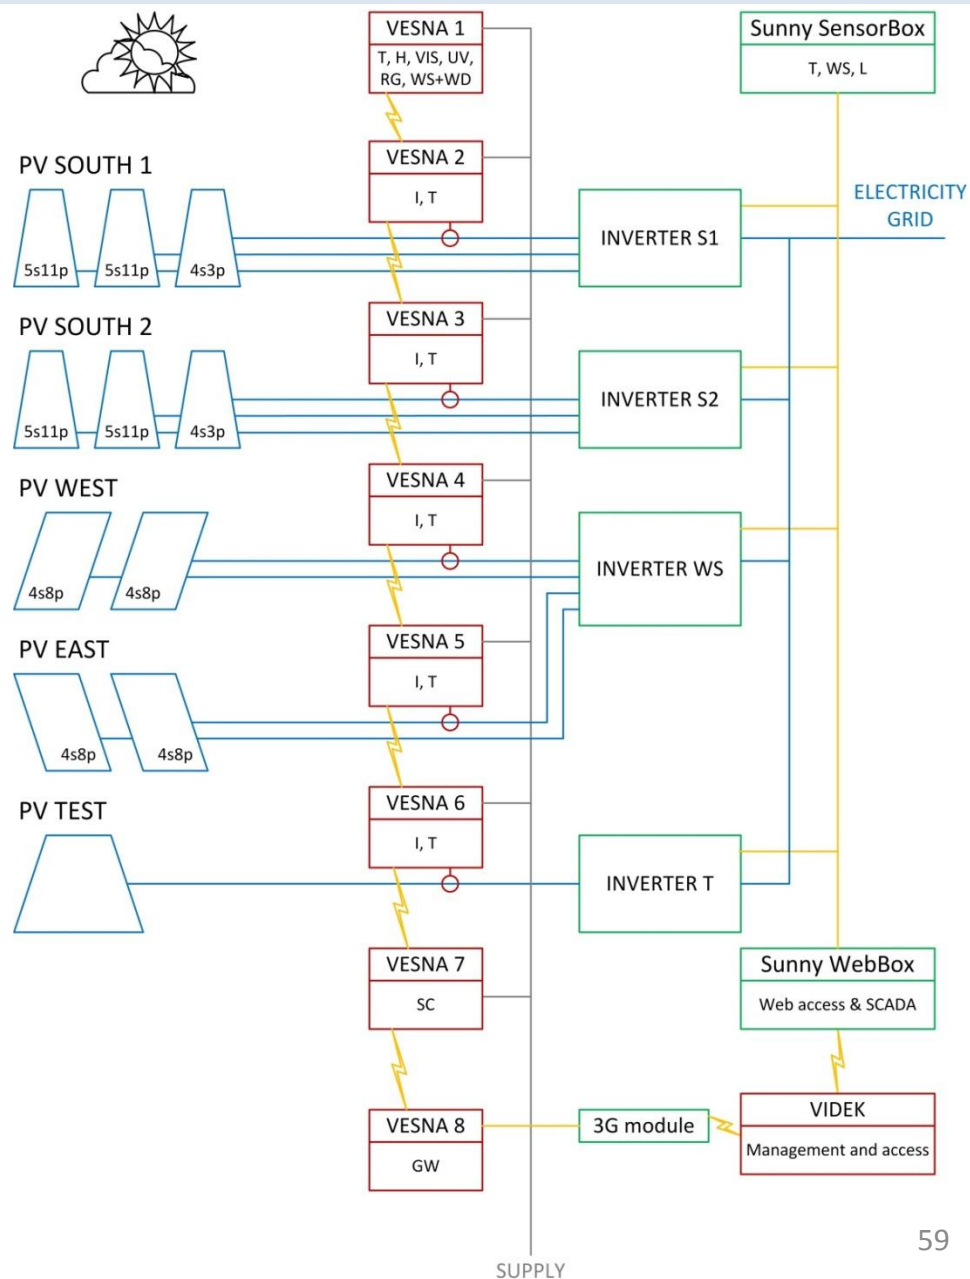 VESNA 1
T, H, VIS, UV,
RG, WS+WD
Sunny SensorBox
T, WS, L
PV SOUTH 1
5s11p
5s11p
4s3p
VESNA 2
I, T
INVERTER S1
ELECTRICITY
GRID
PV SOUTH 2
5s11p
5s11p
4s3p
VESNA 3
I, T
INVERTER S2
PV WEST
4s8p
4s8p
VESNA 4
I, T
INVERTER WS
PV EAST
4s8p
4s8p
VESNA 5
I, T
PV TEST
VESNA 6
I, T
INVERTER T
VESNA 7
SC
Sunny WebBox
Web access & SCADA
VESNA 8
GW
3G module
VIDEK
Management and access
SUPPLY
59